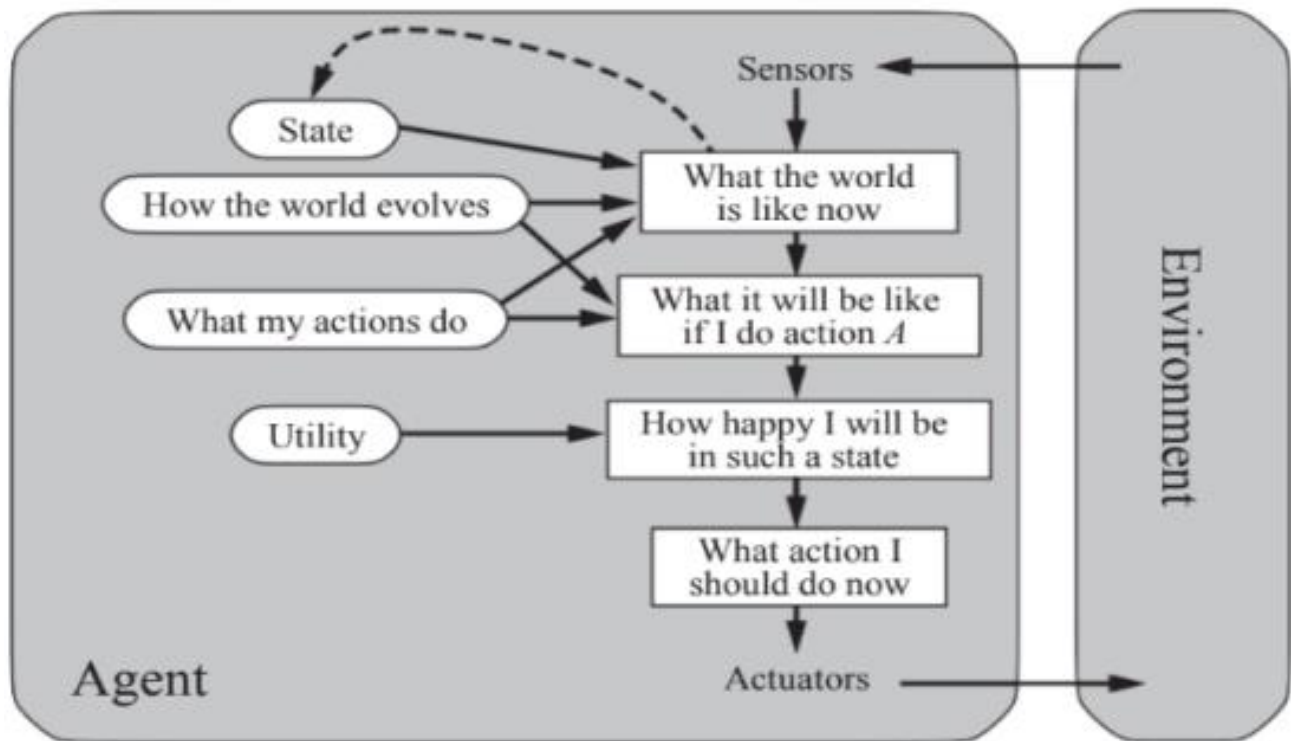 Sensors
State
What the world
is like now
How the world evolves
What it will be like
if I do action A
What my actions do
How happy I will be
in such a state
Utility
What action I
should do now
Actuators
Agent
Environment